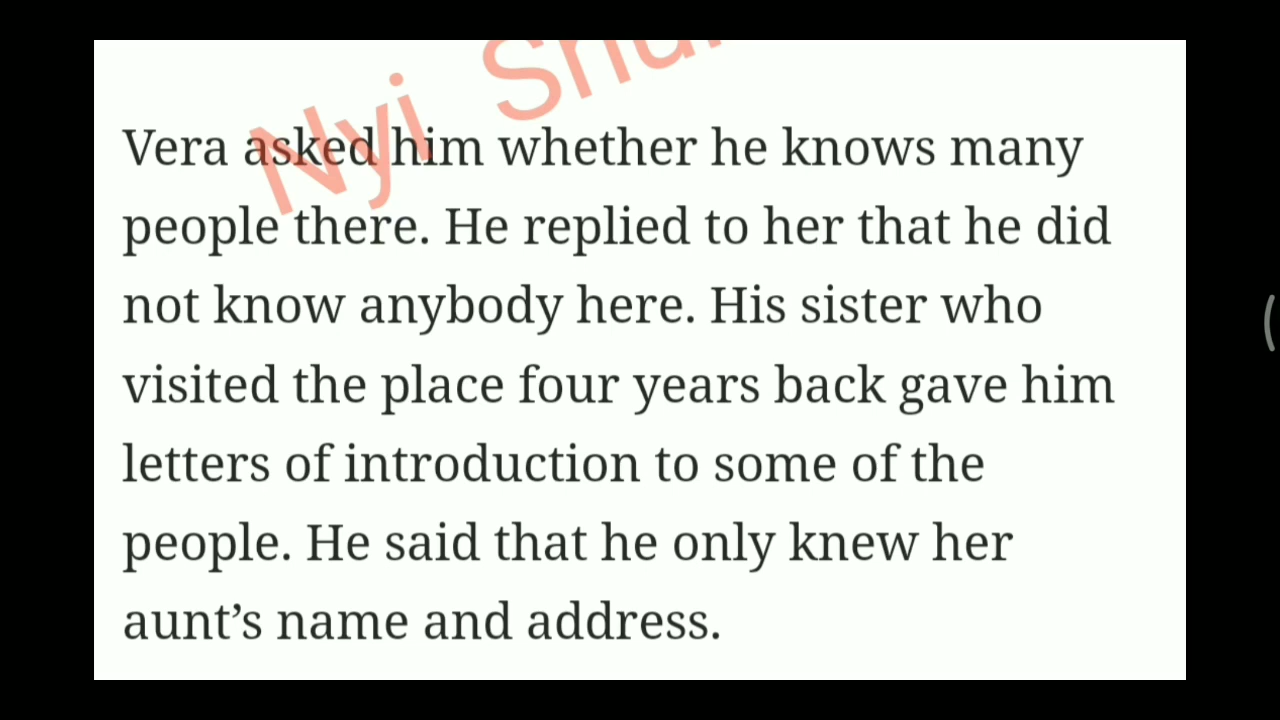 Nyi
Vera asked him whether he knows many
people there. He replied to her that he did
not know anybody here. His sister who
visited the place four years back gave him
letters of introduction to some of the
people. He said that he only knew her
aunt’s name and address.